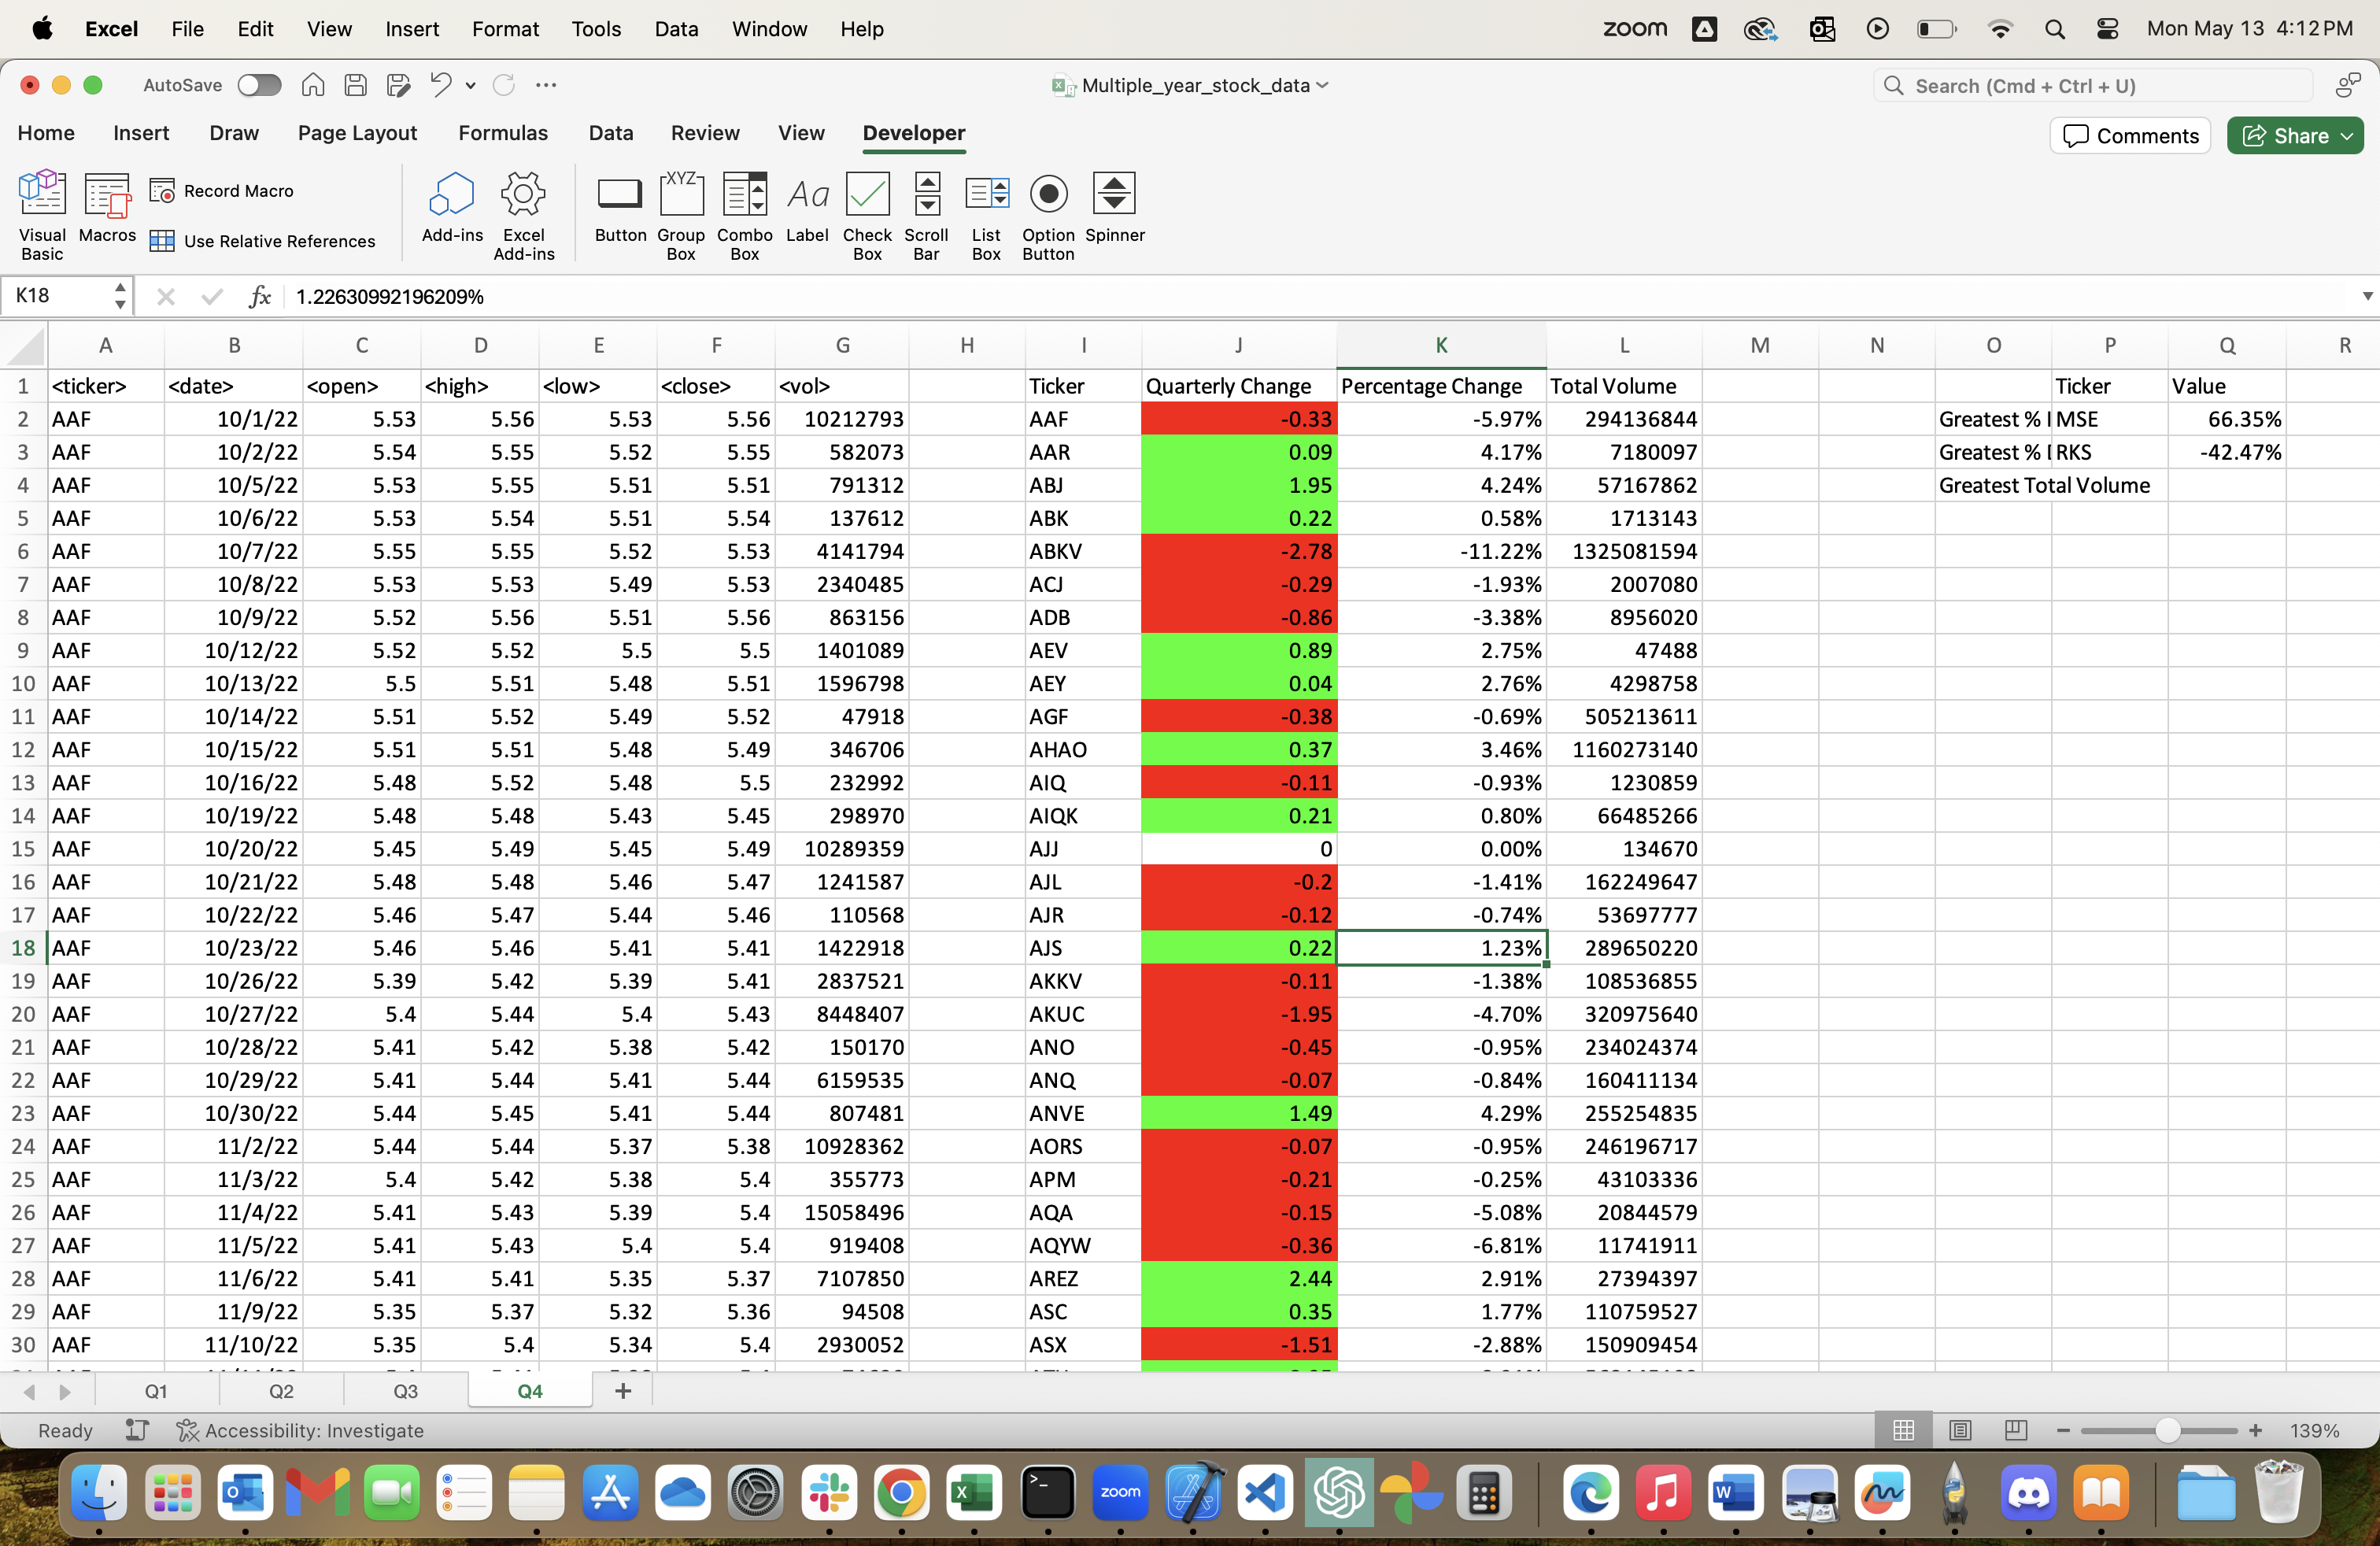 Excel File Edit View Insert Format Tools Data Window Help zoom Mon May 13 4:12 PM
AutoSave Multiple_year_stock_data Search (Cmd + Ctrl + U)
Home Insert Draw Page Layout Formulas Data Review View Developer Comments Share
Visual Basic Macros Record Macro Use Relative References Add-ins Excel Add-ins Button Group Box Combo Box Label Check Box Scroll Bar List Box Option Button Spinner
K18 fx 1.22630992196209%
A B C D E F G H I J K L M N O P Q R
1 <ticker> <date> <open> <high> <low> <close> <vol> Ticker Quarterly Change Percentage Change Total Volume Ticker Value
2 AAF 10/1/22 5.53 5.56 5.53 5.56 10212793 AAF -0.33 -5.97% 294136844 Greatest % MSE 66.35%
3 AAF 10/2/22 5.54 5.55 5.52 5.55 582073 AAR 0.09 4.17% 7180097 Greatest % RKS -42.47%
4 AAF 10/5/22 5.53 5.55 5.51 5.51 791312 ABJ 1.95 4.24% 57167862 Greatest Total Volume
5 AAF 10/6/22 5.53 5.54 5.51 5.54 137612 ABK 0.22 0.58% 1713143
6 AAF 10/7/22 5.55 5.55 5.52 5.53 4141794 ABKV -2.78 -11.22% 1325081594
7 AAF 10/8/22 5.53 5.53 5.49 5.53 2340485 ACJ -0.29 -1.93% 2007080
8 AAF 10/9/22 5.52 5.56 5.51 5.56 863156 ADB -0.86 -3.38% 8956020
9 AAF 10/12/22 5.52 5.52 5.5 5.5 1401089 AEV 0.89 2.75% 47488
10 AAF 10/13/22 5.5 5.51 5.48 5.51 1596798 AEY 0.04 2.76% 4298758
11 AAF 10/14/22 5.51 5.52 5.49 5.52 47918 AGF -0.38 -0.69% 505213611
12 AAF 10/15/22 5.51 5.51 5.48 5.49 346706 AHAO 0.37 3.46% 1160273140
13 AAF 10/16/22 5.48 5.52 5.48 5.5 232992 AIQ -0.11 -0.93% 1230859
14 AAF 10/19/22 5.48 5.48 5.43 5.45 298970 AIQK 0.21 0.80% 66485266
15 AAF 10/20/22 5.45 5.49 5.45 5.49 10289359 AJJ 0 0.00% 134670
16 AAF 10/21/22 5.48 5.48 5.46 5.47 1241587 AJL -0.2 -1.41% 162249647
17 AAF 10/22/22 5.46 5.47 5.44 5.46 110568 AJR -0.12 -0.74% 53697777
18 AAF 10/23/22 5.46 5.46 5.41 5.41 1422918 AJS 0.22 1.23% 289650220
19 AAF 10/26/22 5.39 5.42 5.39 5.41 2837521 AKKV -0.11 -1.38% 108536855
20 AAF 10/27/22 5.4 5.44 5.4 5.43 8448407 AKUC -1.95 -4.70% 320975640
21 AAF 10/28/22 5.41 5.42 5.38 5.42 150170 ANO -0.45 -0.95% 234024374
22 AAF 10/29/22 5.41 5.44 5.41 5.44 6159535 ANQ -0.07 -0.84% 160411134
23 AAF 10/30/22 5.44 5.45 5.41 5.44 807481 ANVE 1.49 4.29% 255254835
24 AAF 11/2/22 5.44 5.44 5.37 5.38 10928362 AORS -0.07 -0.95% 246196717
25 AAF 11/3/22 5.4 5.42 5.38 5.4 355773 APM -0.21 -0.25% 43103336
26 AAF 11/4/22 5.41 5.43 5.39 5.4 15058496 AQA -0.15 -5.08% 20844579
27 AAF 11/5/22 5.41 5.43 5.4 5.4 919408 AQYW -0.36 -6.81% 11741911
28 AAF 11/6/22 5.41 5.41 5.35 5.37 7107850 AREZ 2.44 2.91% 27394397
29 AAF 11/9/22 5.35 5.37 5.32 5.36 94508 ASC 0.35 1.77% 110759527
30 AAF 11/10/22 5.35 5.4 5.34 5.4 2930052 ASX -1.51 -2.88% 150909454
Q1 Q2 Q3 Q4 +
Ready Accessibility: Investigate 139%
zoom